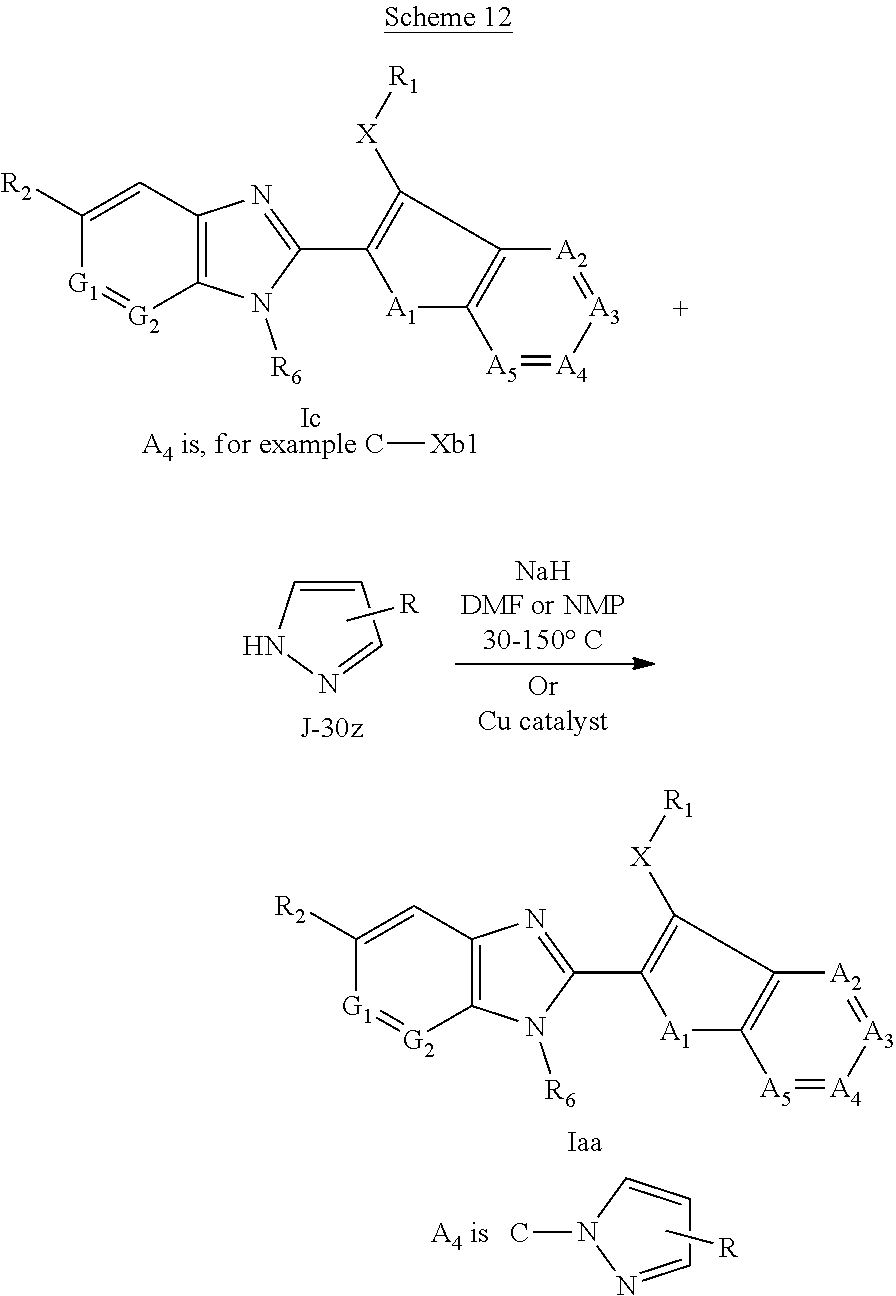 Scheme 12
R1
X
R2
N
A2
G1
G2
N
A1
A3
+
R6
A5
A4
Ic
A4 is, for example C—Xb1
NaH
DMF or NMP
30-150° C
Or
Cu catalyst
HN
N
R
J-30z
R1
X
R2
N
A2
G1
G2
N
A1
A3
R6
A5
A4
Iaa
A4 is C—N
N
R